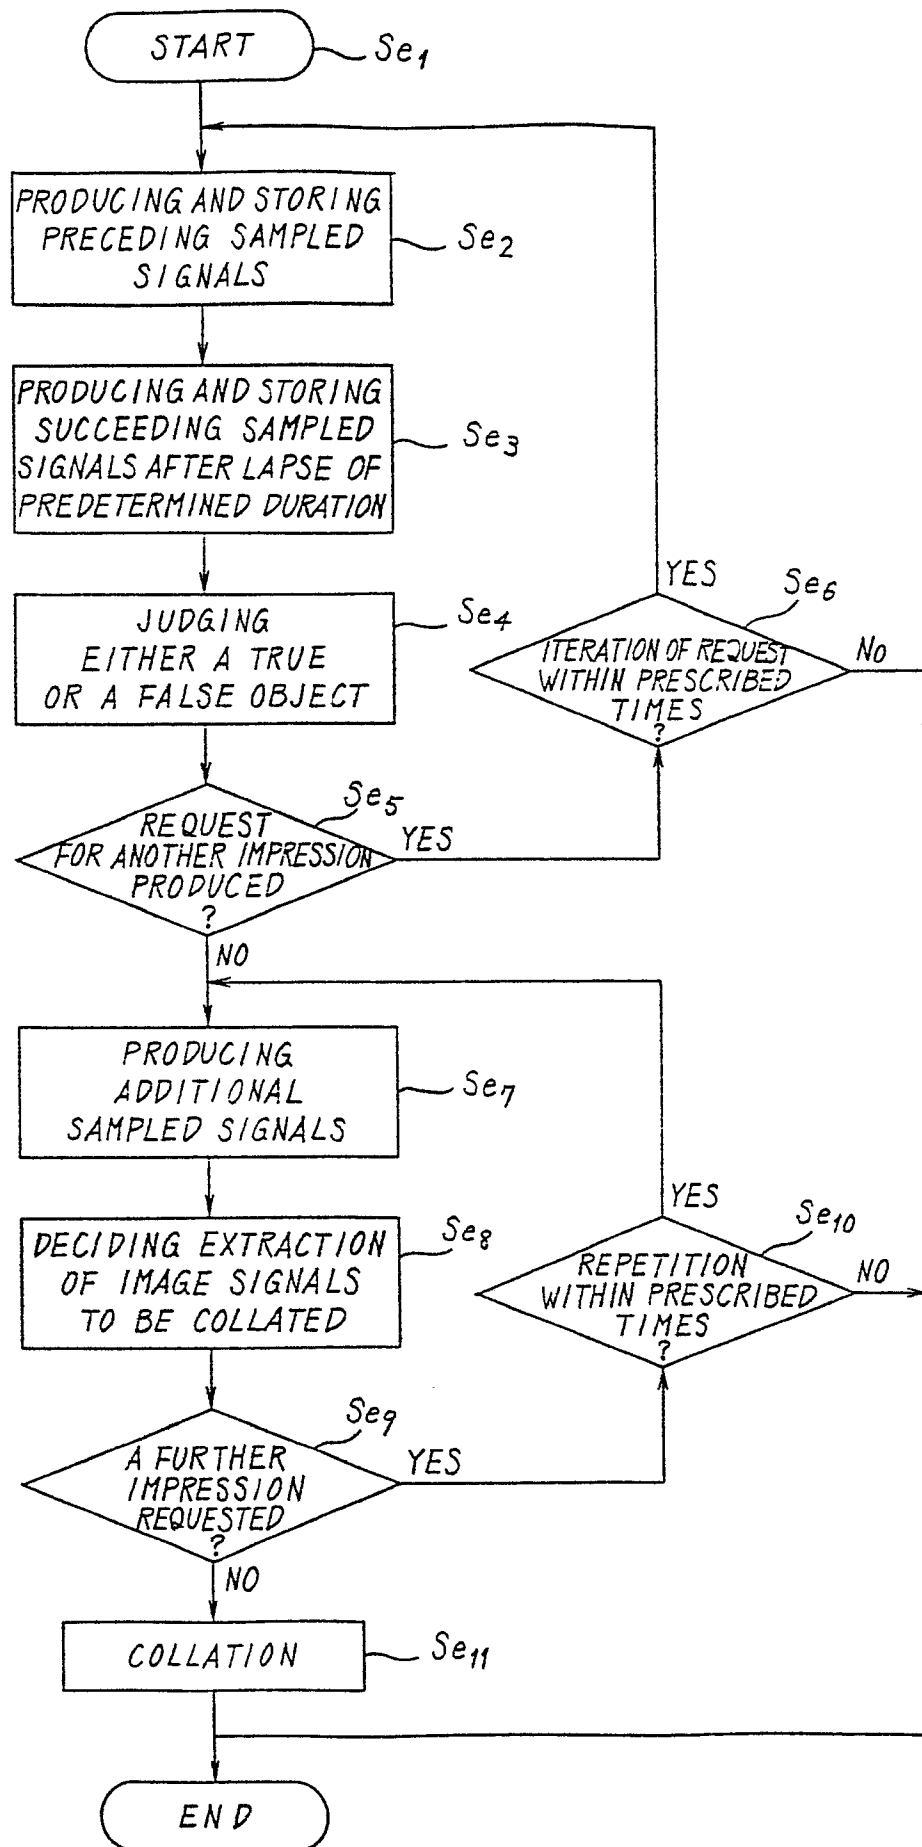 START
Se1
PRODUCING AND STORING
PRECEDING SAMPLED
SIGNALS
Se2
PRODUCING AND STORING
SUCCEEDING SAMPLED
SIGNALS AFTER LAPSE OF
PREDETERMINED DURATION
Se3
JUDGING
EITHER A TRUE
OR A FALSE OBJECT
Se4
YES
Se6
ITERATION OF REQUEST
WITHIN PRESCRIBED
TIMES
?
NO
REQUEST
FOR ANOTHER IMPRESSION
PRODUCED
?
Se5
YES
NO
PRODUCING
ADDITIONAL
SAMPLED SIGNALS
Se7
DECIDING EXTRACTION
OF IMAGE SIGNALS
TO BE COLLATED
Se8
YES
Se10
REPETITION
WITHIN PRESCRIBED
TIMES
?
NO
A FURTHER
IMPRESSION
REQUESTED
?
Se9
YES
NO
COLLATION
Se11
END